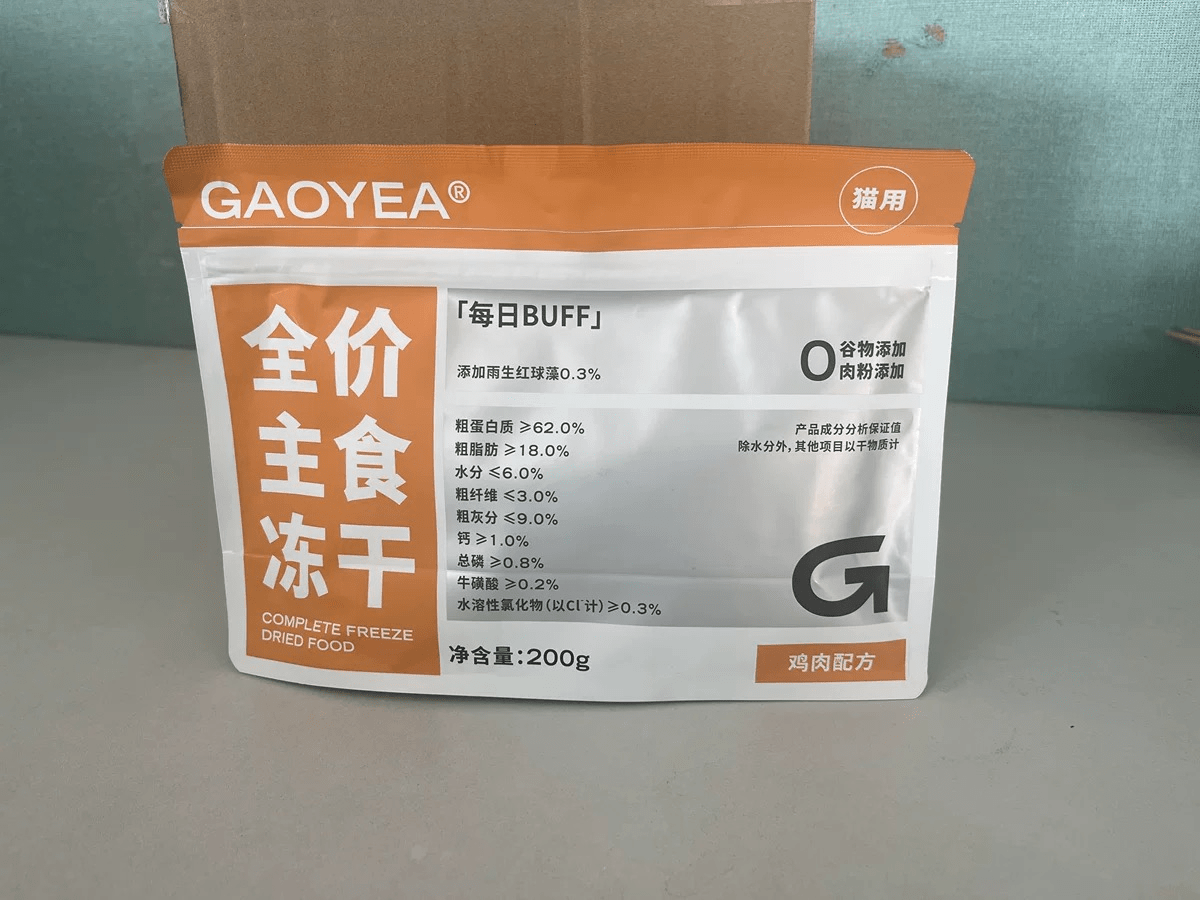 GAOYEA®
猫用
全价
主食
冻干
COMPLETE FREEZE
DRIED FOOD
「每日BUFF」
添加雨生红球藻0.3%
0谷物添加
肉粉添加
粗蛋白质 ≥62.0%
粗脂肪 ≥18.0%
水分 ≤6.0%
粗纤维 ≤3.0%
粗灰分 ≤9.0%
钙 ≥1.0%
总磷 ≥0.8%
牛磺酸 ≥0.2%
水溶性氯化物(以Cl⁻计) ≥0.3%
产品成分分析保证值
除水分外,其他项目以干物质计
G
净含量:200g
鸡肉配方